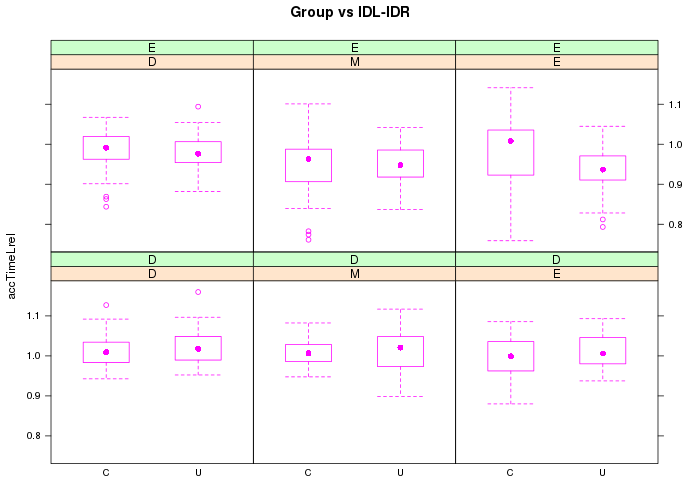 Group vs IDL-IDR
E E E
D M E
1.1
1.0
0.9
0.8
D D D
D M E
accTimeLrel
1.1
1.0
0.9
0.8
C U C U C U